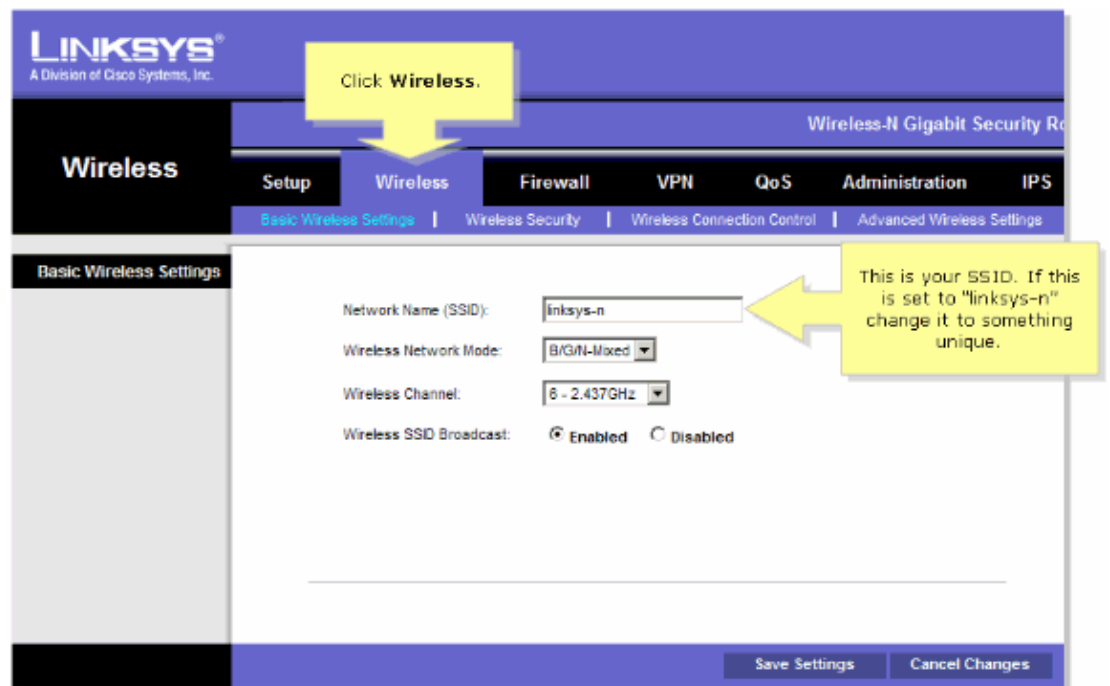 LINKSYS®
A Division of Cisco Systems, Inc.
Click Wireless.
Wireless-N Gigabit Security Ro
Wireless
Setup Wireless Firewall VPN QoS Administration IPS
Basic Wireless Settings | Wireless Security | Wireless Connection Control | Advanced Wireless Settings
Basic Wireless Settings
This is your SSID. If this
is set to "linksys-n"
change it to something
unique.
Network Name (SSID): linksys-n
Wireless Network Mode: B/G/N-Mixed
Wireless Channel: 6 - 2.437GHz
Wireless SSID Broadcast: Enabled Disabled
Save Settings Cancel Changes